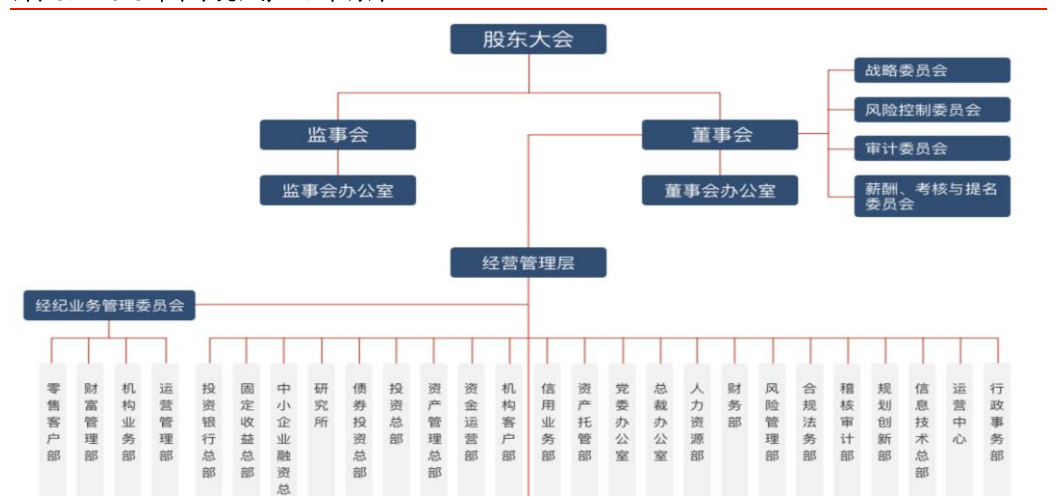 股东大会
战略委员会
风险控制委员会
监事会
董事会
审计委员会
监事会办公室
董事会办公室
薪酬、考核与提名
委员会
经营管理层
经纪业务管理委员会
零售客户部
财富管理部
机构业务部
运营管理部
投资银行总部
固定收益总部
中小企业融资总
研究所
债券投资总部
投资总部
资产管理总部
资金运营部
机构客户部
信用业务部
资产托管部
党委办公室
总裁办公室
人力资源部
财务部
风险管理部
合规法务部
稽核审计部
规划创新部
信息技术总部
运营中心
行政事务部